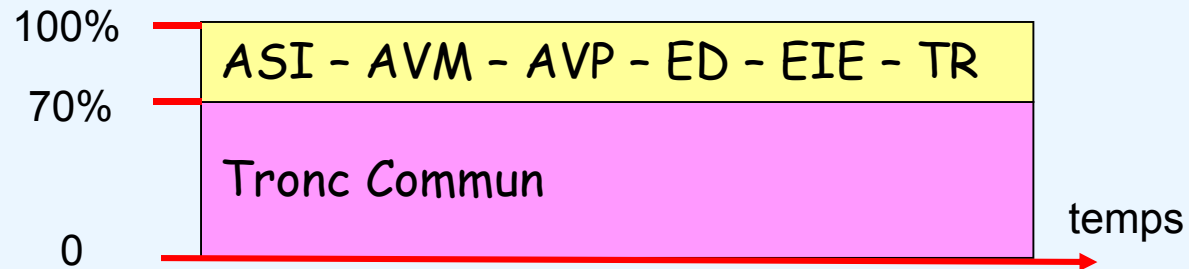 100%
ASI – AVM – AVP – ED – EIE – TR
70%
Tronc Commun
temps
0